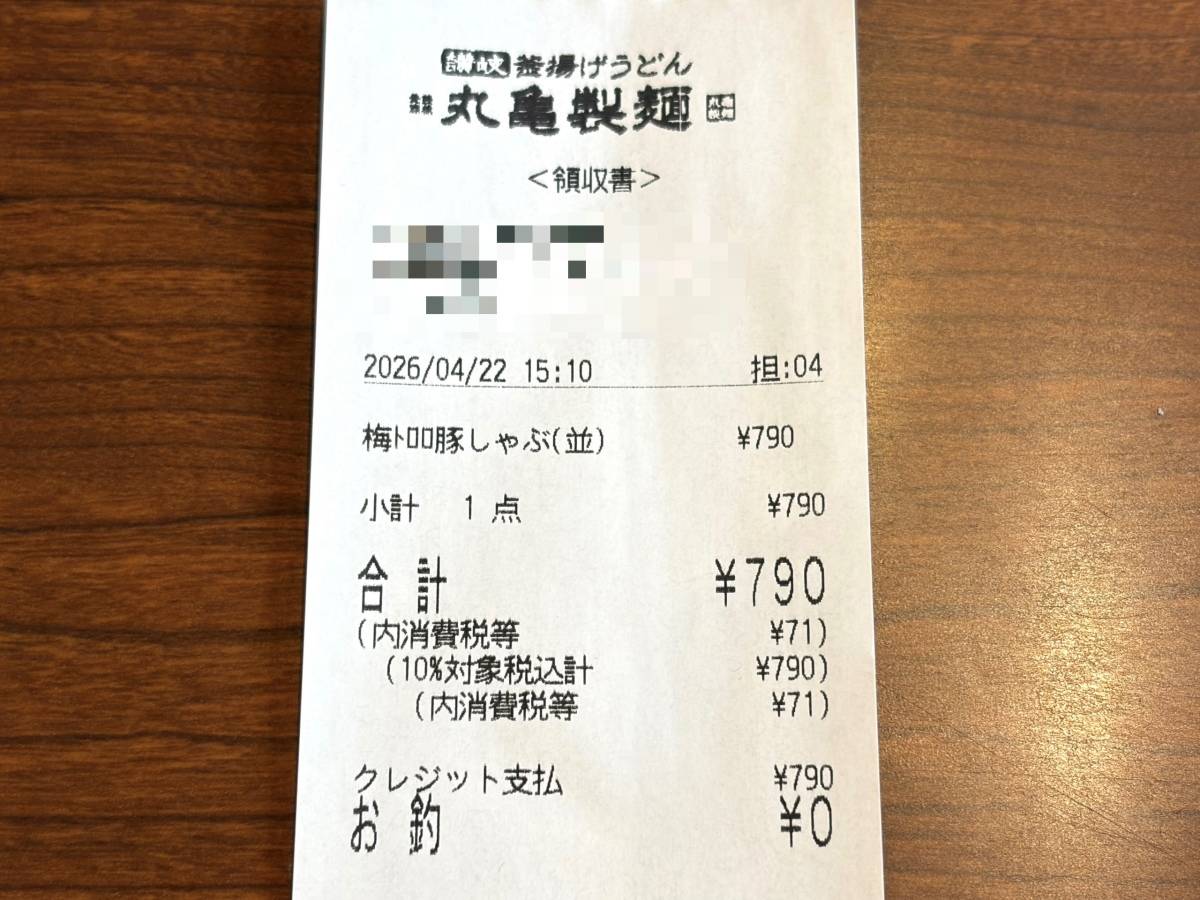 讃岐 釜揚げうどん
丸亀製麺
<領収書>
2026/04/22 15:10 担:04
梅ﾄﾛﾛ豚しゃぶ(並) ¥790
小計 1 点 ¥790
合 計 ¥790
(内消費税等 ¥71)
(10%対象税込計 ¥790)
(内消費税等 ¥71)
クレジット支払 ¥790
お 釣 ¥0